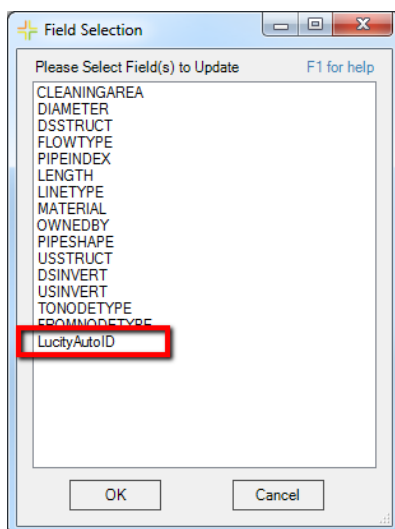 Field Selection
Please Select Field(s) to Update
F1 for help
CLEANINGAREA
DIAMETER
DSSTRUCT
FLOWTYPE
PIPEINDEX
LENGTH
LINETYPE
MATERIAL
OWNEDBY
PIPESHAPE
USSTRUCT
DSINVERT
USINVERT
TONODETYPE
FROMNODETYPE
LucityAutoID
OK
Cancel